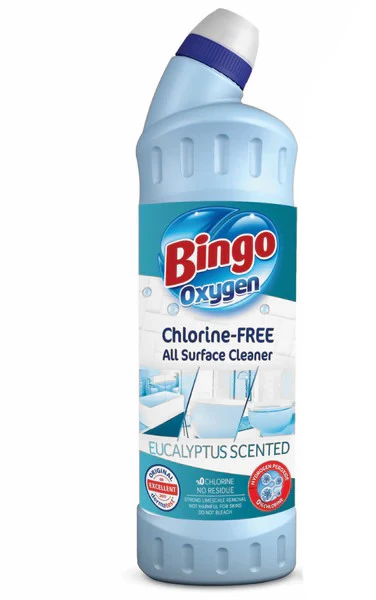 Bingo
Oxygen
Chlorine-FREE
All Surface Cleaner
EUCALYPTUS SCENTED
ORIGINAL
EXCELLENT
%0 CHLORINE
NO RESIDUE
STRONG LIMESCALE REMOVAL
NOT HARMFUL FOR SKINS
DO NOT BLEACH
HYDROGEN PEROXIDE
%0 CHLORINE